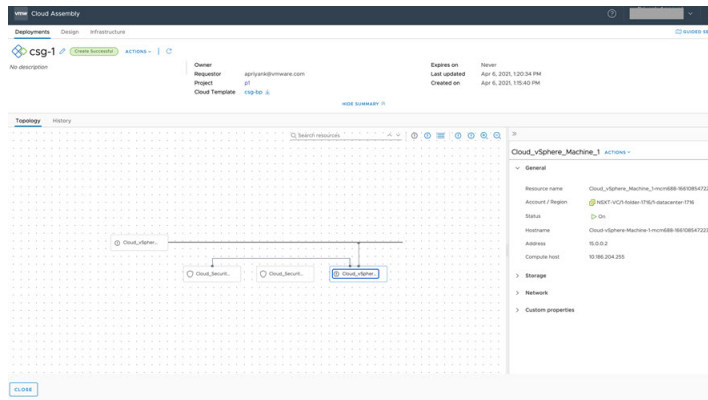 vmw Cloud Assembly
Deployments Design Infrastructure
GUIDED SE
csg-1 Create Successful ACTIONS
No description
Owner
Requestor apriyank@vmware.com
Project p1
Cloud Template csg-bp
Expires on Never
Last updated Apr 6, 2021, 1:20:34 PM
Created on Apr 6, 2021, 1:15:40 PM
HIDE SUMMARY
Topology History
Search resources
Cloud_vSpher...
Cloud_Securit... Cloud_Securit... Cloud_vSpher...
Cloud_vSphere_Machine_1 ACTIONS
General
Resource name Cloud_vSphere_Machine_1-mcm688-16610854722
Account / Region NSXT-VC/1-folder-1716/1-datacenter-1716
Status On
Hostname Cloud-vSphere-Machine-1-mcm688-16610854722
Address 15.0.0.2
Compute host 10.186.204.255
Storage
Network
Custom properties
CLOSE